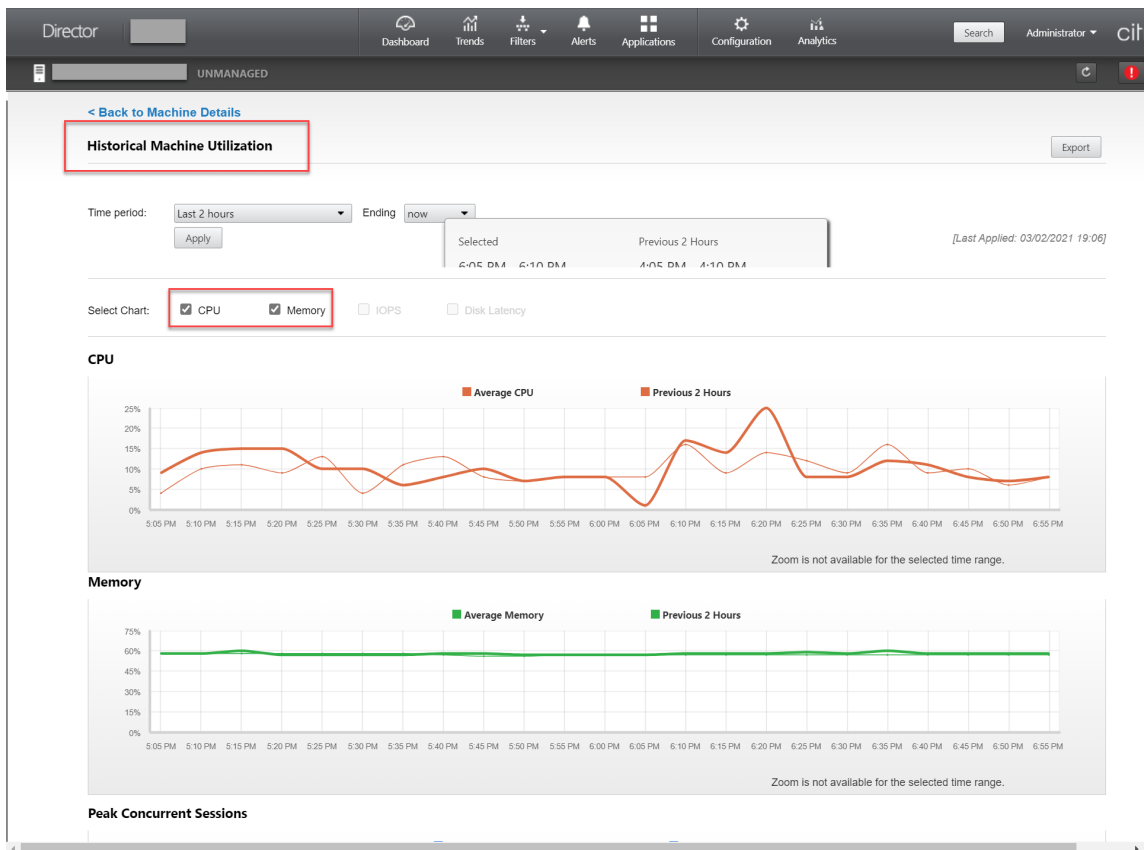 Director
Dashboard Trends Filters Alerts Applications Configuration Analytics Search Administrator
UNMANAGED
< Back to Machine Details
Historical Machine Utilization
Export
Time period: Last 2 hours Ending now
Apply
Selected Previous 2 Hours
[Last Applied: 03/02/2021 19:06]
6:05 PM 6:10 PM 4:05 PM 4:10 PM
Select Chart: CPU Memory IOPS Disk Latency
CPU
Average CPU Previous 2 Hours
25%
20%
15%
10%
5%
0%
5:05 PM 5:10 PM 5:15 PM 5:20 PM 5:25 PM 5:30 PM 5:35 PM 5:40 PM 5:45 PM 5:50 PM 5:55 PM 6:00 PM 6:05 PM 6:10 PM 6:15 PM 6:20 PM 6:25 PM 6:30 PM 6:35 PM 6:40 PM 6:45 PM 6:50 PM 6:55 PM
Zoom is not available for the selected time range.
Memory
Average Memory Previous 2 Hours
75%
60%
45%
30%
15%
0%
5:05 PM 5:10 PM 5:15 PM 5:20 PM 5:25 PM 5:30 PM 5:35 PM 5:40 PM 5:45 PM 5:50 PM 5:55 PM 6:00 PM 6:05 PM 6:10 PM 6:15 PM 6:20 PM 6:25 PM 6:30 PM 6:35 PM 6:40 PM 6:45 PM 6:50 PM 6:55 PM
Zoom is not available for the selected time range.
Peak Concurrent Sessions